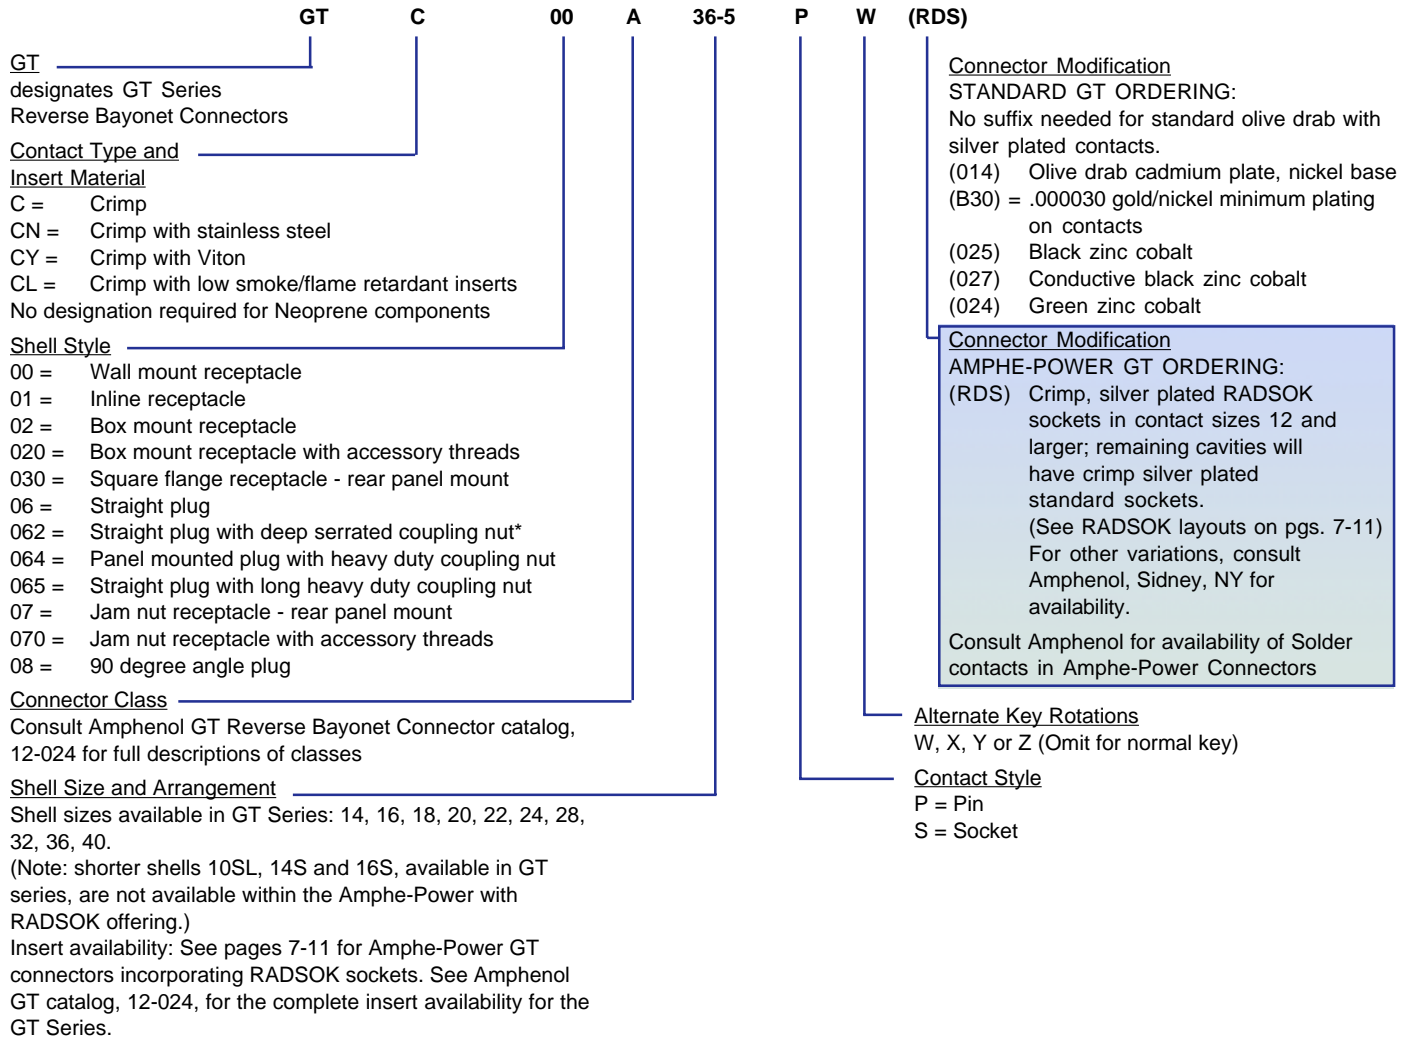 GT C 00 A 36-5 P W (RDS)
GT
designates GT Series
Reverse Bayonet Connectors
Contact Type and
Insert Material
C = Crimp
CN = Crimp with stainless steel
CY = Crimp with Viton
CL = Crimp with low smoke/flame retardant inserts
No designation required for Neoprene components
Shell Style
00 = Wall mount receptacle
01 = Inline receptacle
02 = Box mount receptacle
020 = Box mount receptacle with accessory threads
030 = Square flange receptacle - rear panel mount
06 = Straight plug
062 = Straight plug with deep serrated coupling nut*
064 = Panel mounted plug with heavy duty coupling nut
065 = Straight plug with long heavy duty coupling nut
07 = Jam nut receptacle - rear panel mount
070 = Jam nut receptacle with accessory threads
08 = 90 degree angle plug
Connector Class
Consult Amphenol GT Reverse Bayonet Connector catalog,
12-024 for full descriptions of classes
Shell Size and Arrangement
Shell sizes available in GT Series: 14, 16, 18, 20, 22, 24, 28,
32, 36, 40.
(Note: shorter shells 10SL, 14S and 16S, available in GT
series, are not available within the Amphe-Power with
RADSOK offering.)
Insert availability: See pages 7-11 for Amphe-Power GT
connectors incorporating RADSOK sockets. See Amphenol
GT catalog, 12-024, for the complete insert availability for the
GT Series.
Connector Modification
STANDARD GT ORDERING:
No suffix needed for standard olive drab with
silver plated contacts.
(014) Olive drab cadmium plate, nickel base
(B30) = .000030 gold/nickel minimum plating
on contacts
(025) Black zinc cobalt
(027) Conductive black zinc cobalt
(024) Green zinc cobalt
Connector Modification
AMPHE-POWER GT ORDERING:
(RDS) Crimp, silver plated RADSOK
sockets in contact sizes 12 and
larger; remaining cavities will
have crimp silver plated
standard sockets.
(See RADSOK layouts on pgs. 7-11)
For other variations, consult
Amphenol, Sidney, NY for
availability.
Consult Amphenol for availability of Solder
contacts in Amphe-Power Connectors
Alternate Key Rotations
W, X, Y or Z (Omit for normal key)
Contact Style
P = Pin
S = Socket